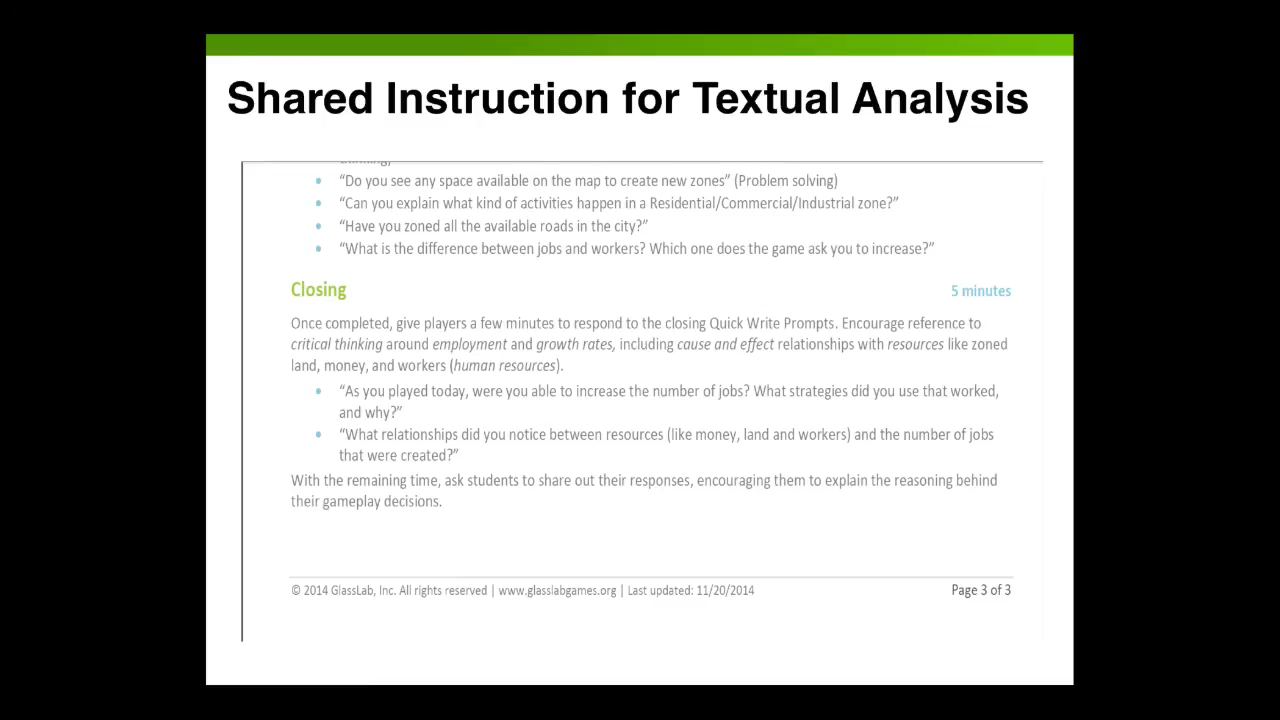 Shared Instruction for Textual Analysis
• “Do you see any space available on the map to create new zones” (Problem solving)
• “Can you explain what kind of activities happen in a Residential/Commercial/Industrial zone?”
• “Have you zoned all the available roads in the city?”
• “What is the difference between jobs and workers? Which one does the game ask you to increase?”
Closing 5 minutes
Once completed, give players a few minutes to respond to the closing Quick Write Prompts. Encourage reference to
critical thinking around employment and growth rates, including cause and effect relationships with resources like zoned
land, money, and workers (human resources).
• “As you played today, were you able to increase the number of jobs? What strategies did you use that worked,
and why?”
• “What relationships did you notice between resources (like money, land and workers) and the number of jobs
that were created?”
With the remaining time, ask students to share out their responses, encouraging them to explain the reasoning behind
their gameplay decisions.
© 2014 GlassLab, Inc. All rights reserved | www.glasslabgames.org | Last updated: 11/20/2014 Page 3 of 3